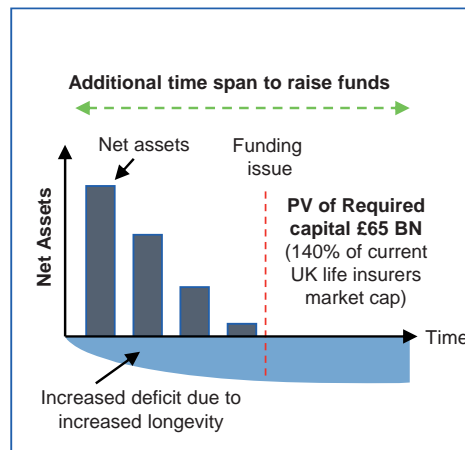 Additional time span to raise funds
Net assets
Funding
issue
PV of Required
capital £65 BN
(140% of current
UK life insurers
market cap)
Net Assets
Time
Increased deficit due to
increased longevity